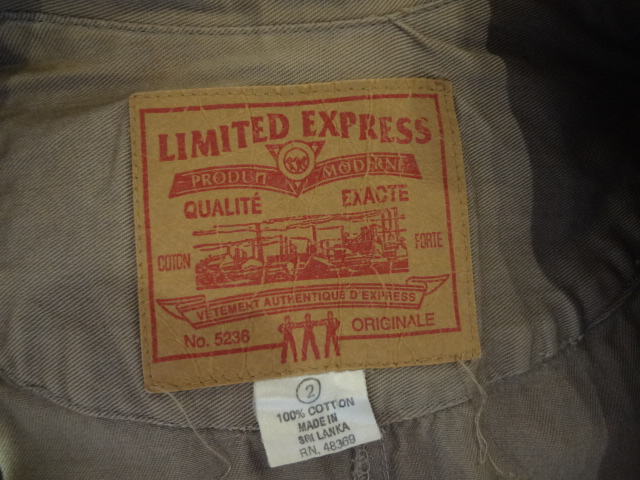 LIMITED EXPRESS
PRODUIT MODERNE
QUALITÉ EXACTE
COTON FORTE
VÊTEMENT AUTHENTIQUE D'EXPRESS
No. 5236 ORIGINALE
2
100% COTTON
MADE IN
SRI LANKA
RN. 48369